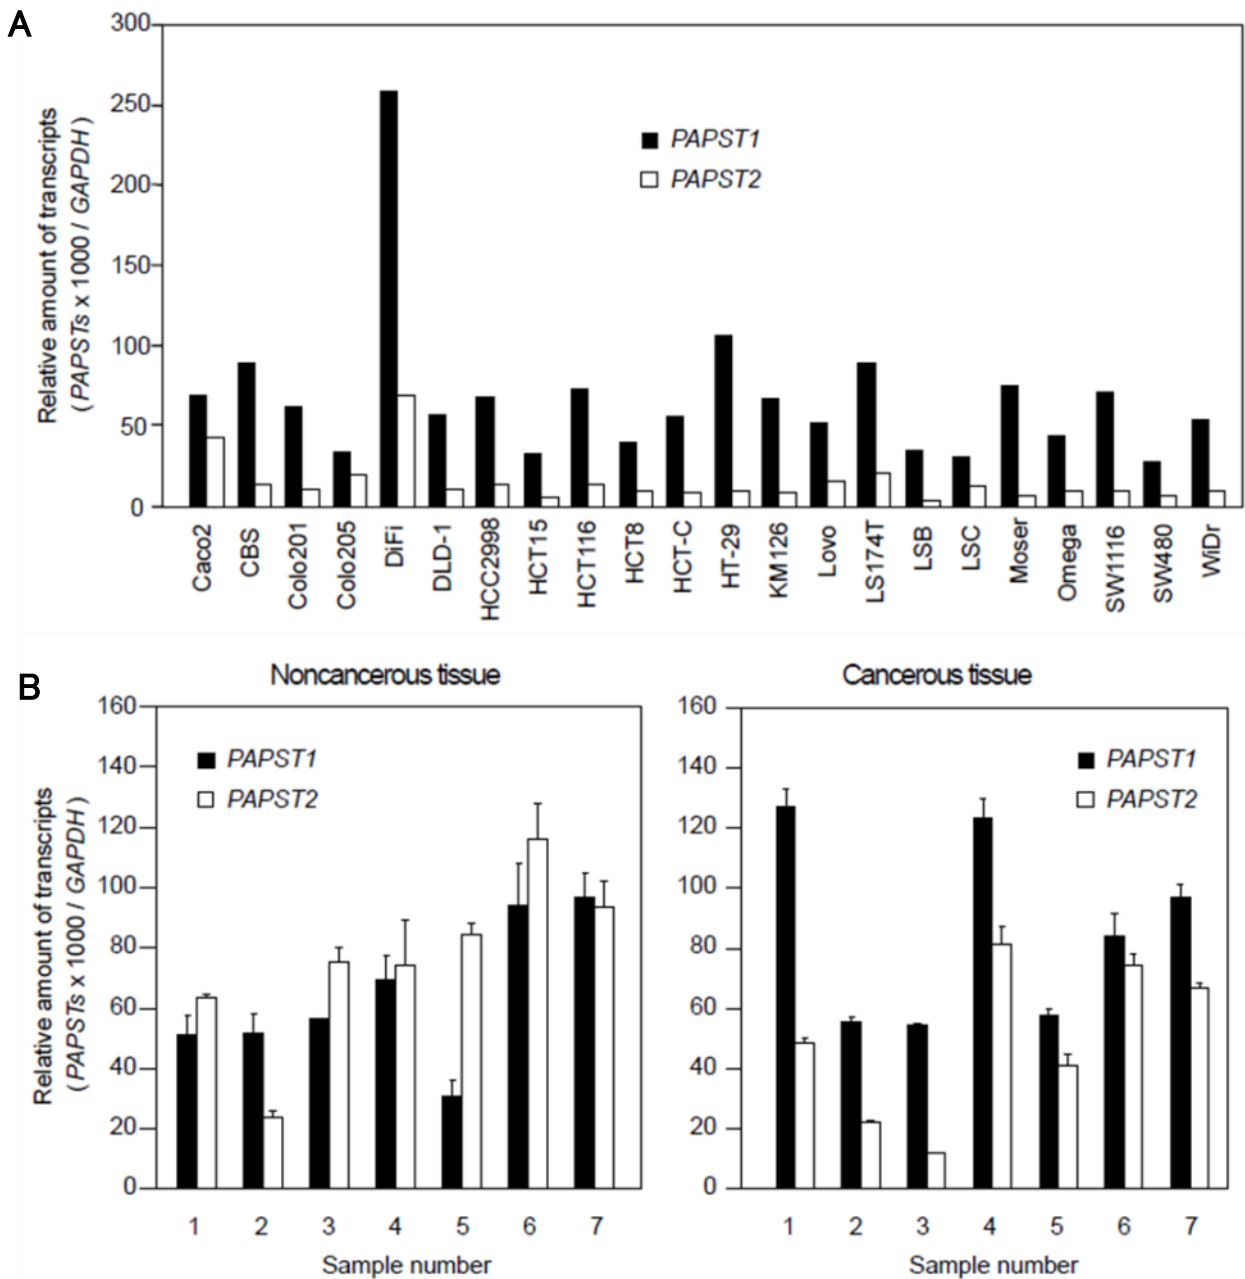 A
300
250
200
150
100
50
0
Relative amount of transcripts
( PAPSTs x 1000 / GAPDH )
PAPST1
PAPST2
Caco2 CBS Colo201 Colo205 DiFi DLD-1 HCC2998 HCT15 HCT116 HCT8 HCT-C HT-29 KM126 Lovo LS174T LSB LSC Moser Omega SW1116 SW480 WiDr
B
Noncancerous tissue
160
140
120
100
80
60
40
20
0
Relative amount of transcripts
( PAPSTs x 1000 / GAPDH )
PAPST1
PAPST2
1 2 3 4 5 6 7
Sample number
Cancerous tissue
160
140
120
100
80
60
40
20
0
PAPST1
PAPST2
1 2 3 4 5 6 7
Sample number